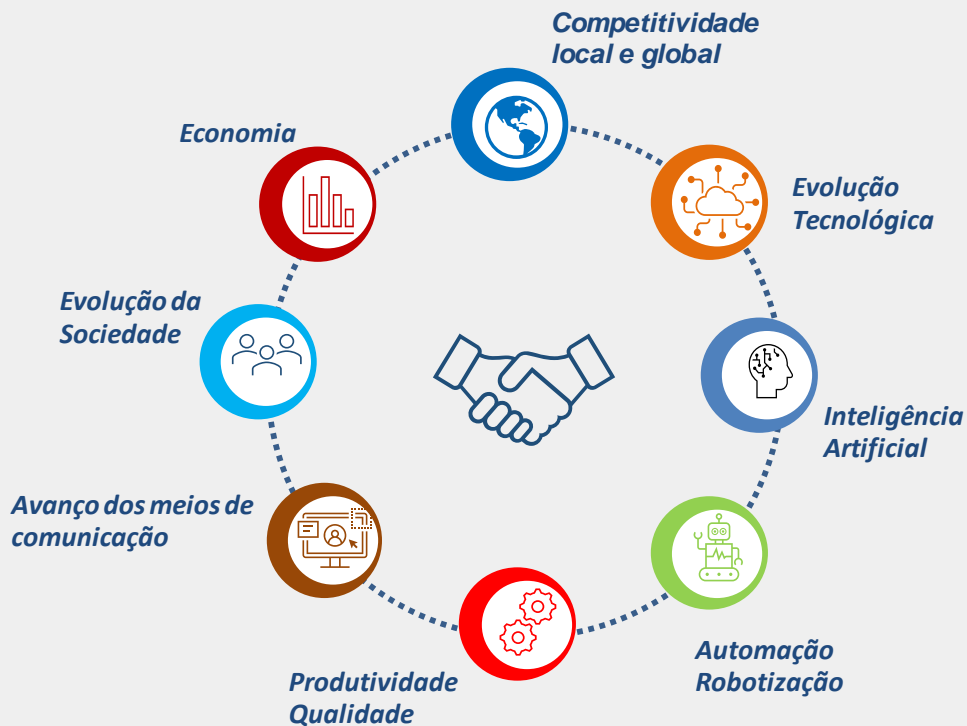 Competitividade
local e global
Economia
Evolução
Tecnológica
Evolução da
Sociedade
Inteligência
Artificial
Avanço dos meios de
comunicação
Automação
Robotização
Produtividade
Qualidade